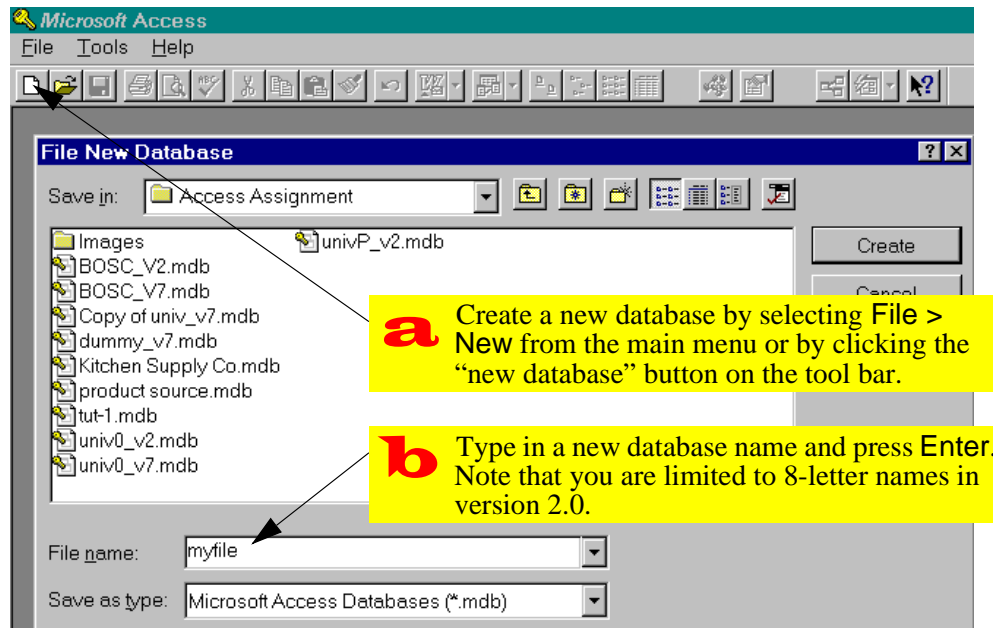 Microsoft Access
File Tools Help
File New Database
Save in: Access Assignment
Images
BOSC_V2.mdb
BOSC_V7.mdb
Copy of univ_v7.mdb
dummy_v7.mdb
Kitchen Supply Co.mdb
product source.mdb
tut-1.mdb
univ0_v2.mdb
univ0_v7.mdb
univP_v2.mdb
Create
Cancel
a Create a new database by selecting File >
New from the main menu or by clicking the
“new database” button on the tool bar.
b Type in a new database name and press Enter.
Note that you are limited to 8-letter names in
version 2.0.
File name: myfile
Save as type: Microsoft Access Databases (*.mdb)